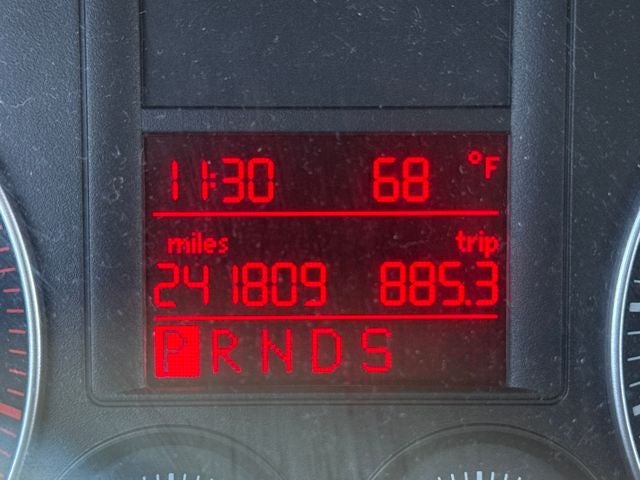 11:30 68 °F
miles trip
241809 885.3
P R N D S